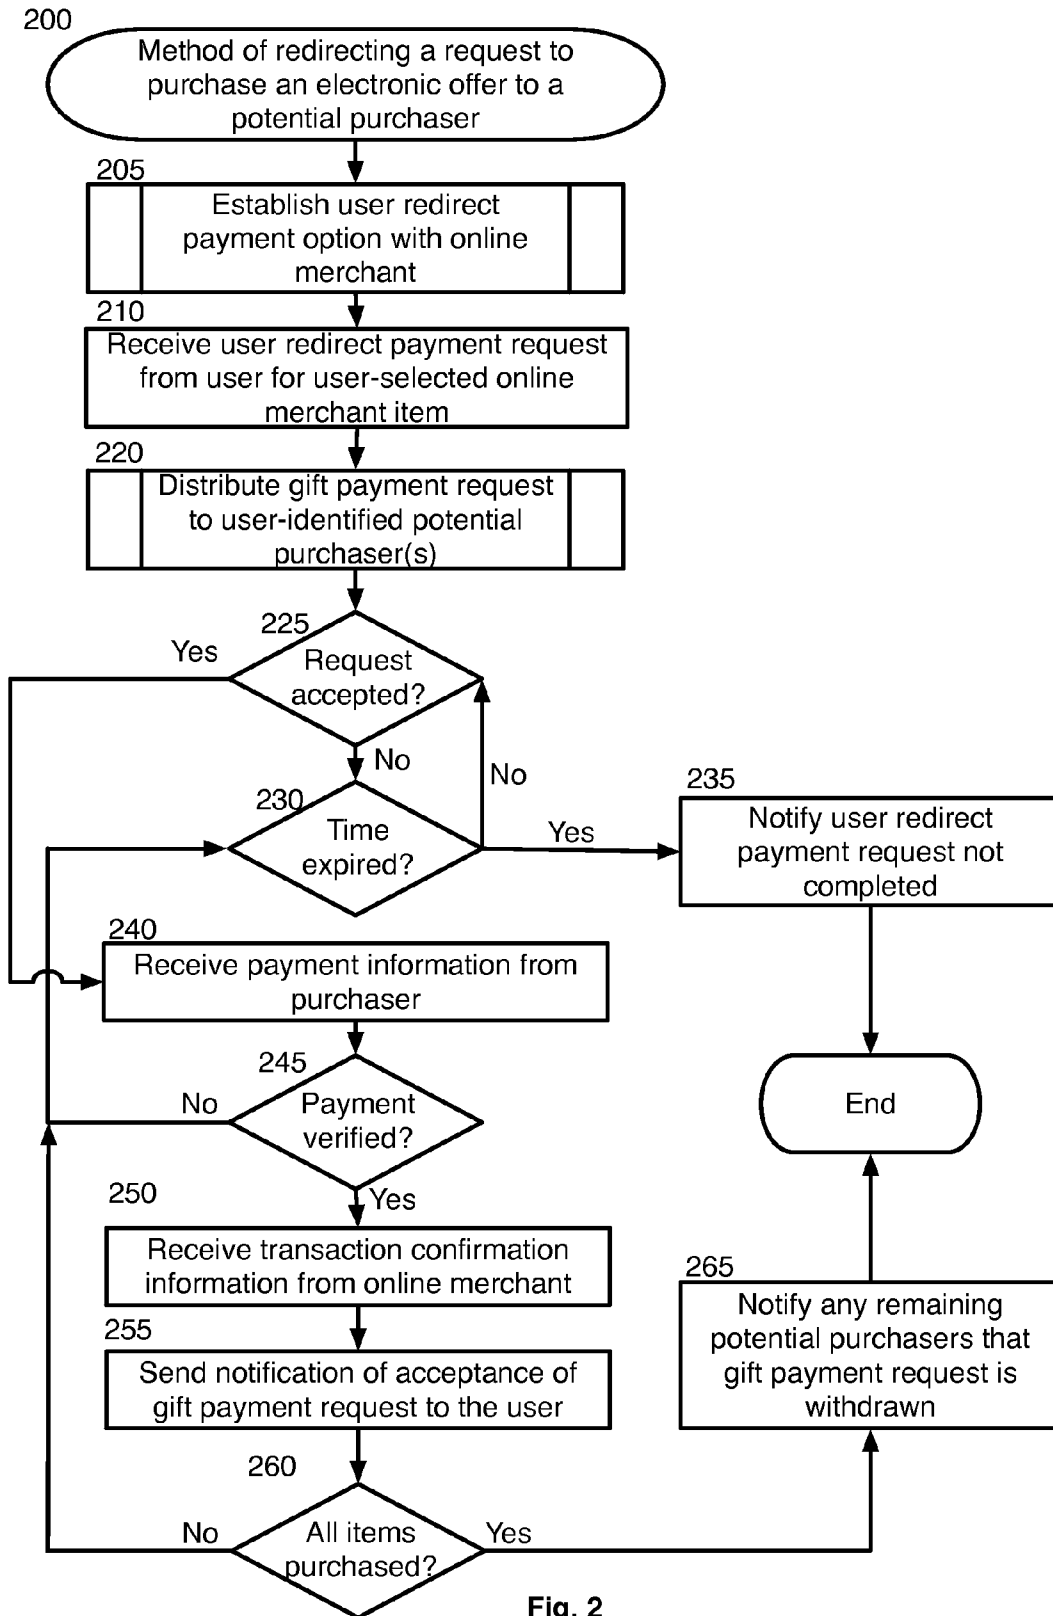 200
Method of redirecting a request to
purchase an electronic offer to a
potential purchaser
205
Establish user redirect
payment option with online
merchant
210
Receive user redirect payment request
from user for user-selected online
merchant item
220
Distribute gift payment request
to user-identified potential
purchaser(s)
225
Yes
Request
accepted?
No
No
230
Time
expired?
Yes
235
Notify user redirect
payment request not
completed
240
Receive payment information from
purchaser
245
No
Payment
verified?
Yes
End
250
Receive transaction confirmation
information from online merchant
255
Send notification of acceptance of
gift payment request to the user
265
Notify any remaining
potential purchasers that
gift payment request is
withdrawn
260
No
All items
purchased?
Yes
Fig. 2